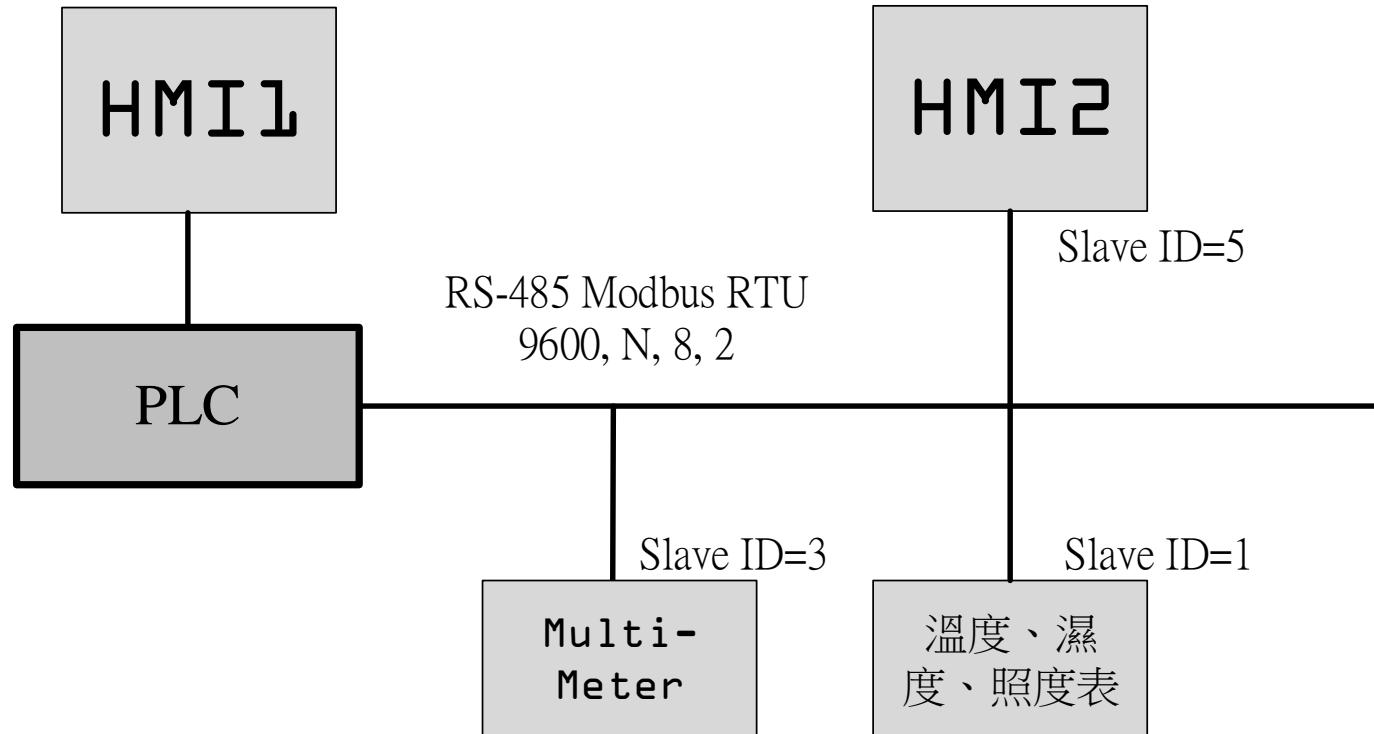 HMI1
HMI2
Slave ID=5
RS-485 Modbus RTU
9600, N, 8, 2
PLC
Slave ID=3
Slave ID=1
Multi-
Meter
溫度、濕
度、照度表